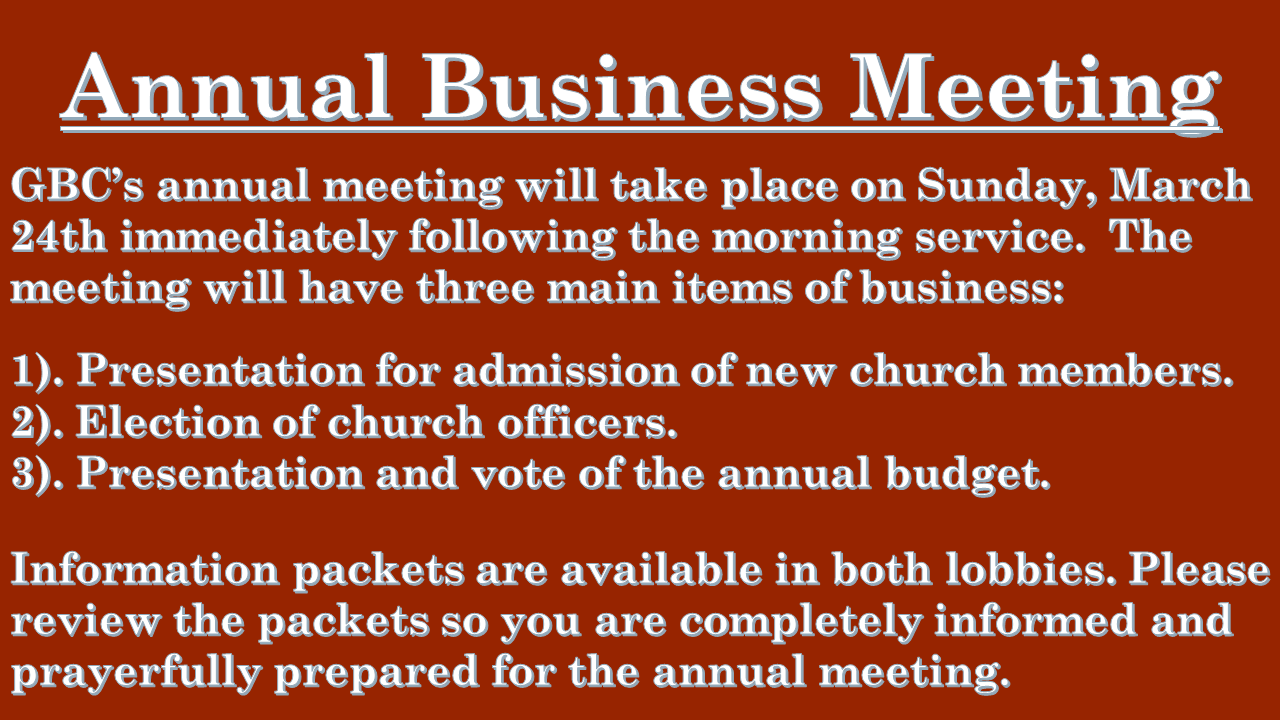 Annual Business Meeting
GBC’s annual meeting will take place on Sunday, March
24th immediately following the morning service.  The
meeting will have three main items of business:
1). Presentation for admission of new church members.
2). Election of church officers.
3). Presentation and vote of the annual budget.
Information packets are available in both lobbies. Please
review the packets so you are completely informed and
prayerfully prepared for the annual meeting.